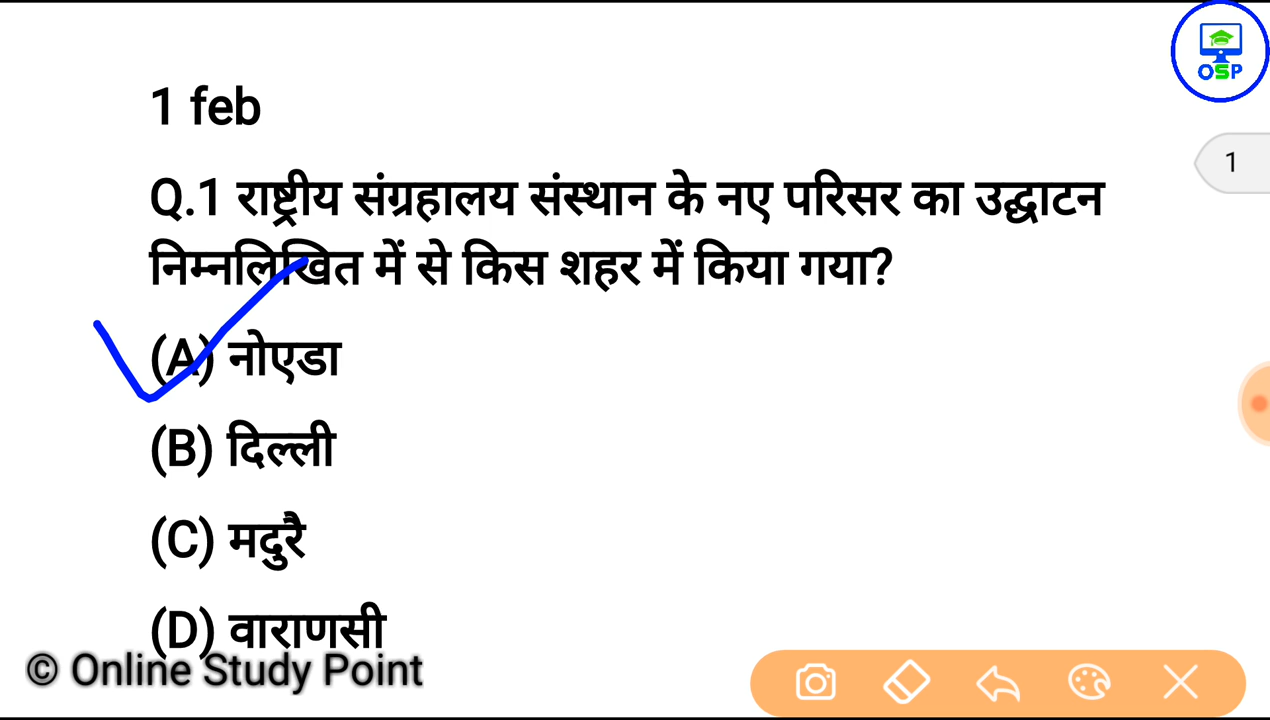 OSP
1 feb
1
Q.1 राष्ट्रीय संग्रहालय संस्थान के नए परिसर का उद्घाटन
निम्नलिखित में से किस शहर में किया गया?
(A) नोएडा
(B) दिल्ली
(C) मदुरै
(D) वाराणसी
© Online Study Point